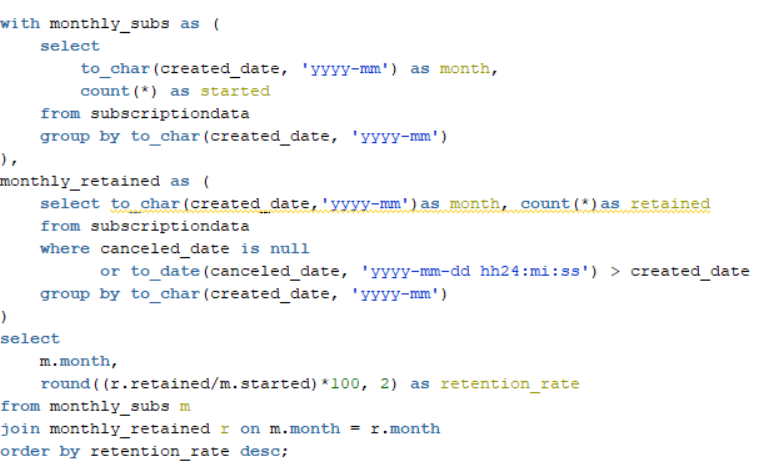 with monthly_subs as (
select
to_char(created_date, 'yyyy-mm') as month,
count(*) as started
from subscriptiondata
group by to_char(created_date, 'yyyy-mm')
),
monthly_retained as (
select to_char(created_date,'yyyy-mm')as month, count(*)as retained
from subscriptiondata
where canceled_date is null
or to_date(canceled_date, 'yyyy-mm-dd hh24:mi:ss') > created_date
group by to_char(created_date, 'yyyy-mm')
)
select
m.month,
round((r.retained/m.started)*100, 2) as retention_rate
from monthly_subs m
join monthly_retained r on m.month = r.month
order by retention_rate desc;